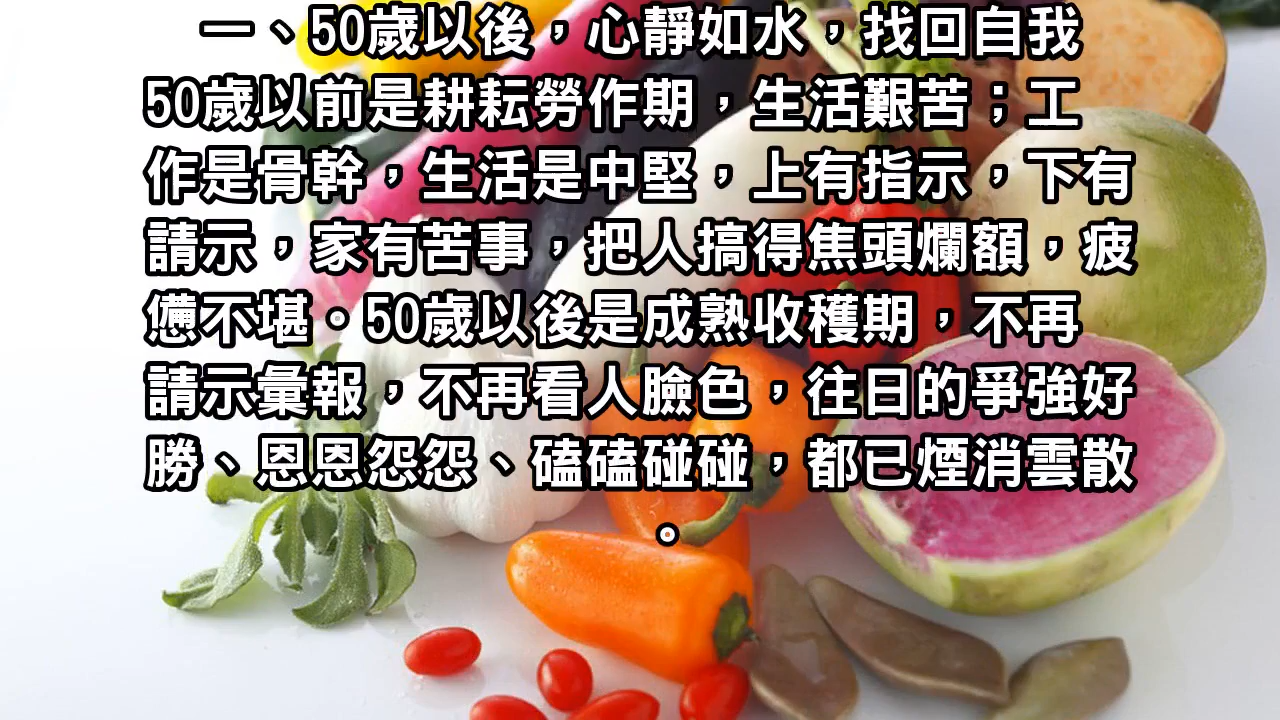 一、50歲以後，心靜如水，找回自我
50歲以前是耕耘勞作期，生活艱苦；工
作是骨幹，生活是中堅，上有指示，下有
請示，家有苦事，把人搞得焦頭爛額，疲
憊不堪。50歲以後是成熟收穫期，不再
請示彙報，不再看人臉色，往日的爭強好
勝、恩恩怨怨、磕磕碰碰，都已煙消雲散
。